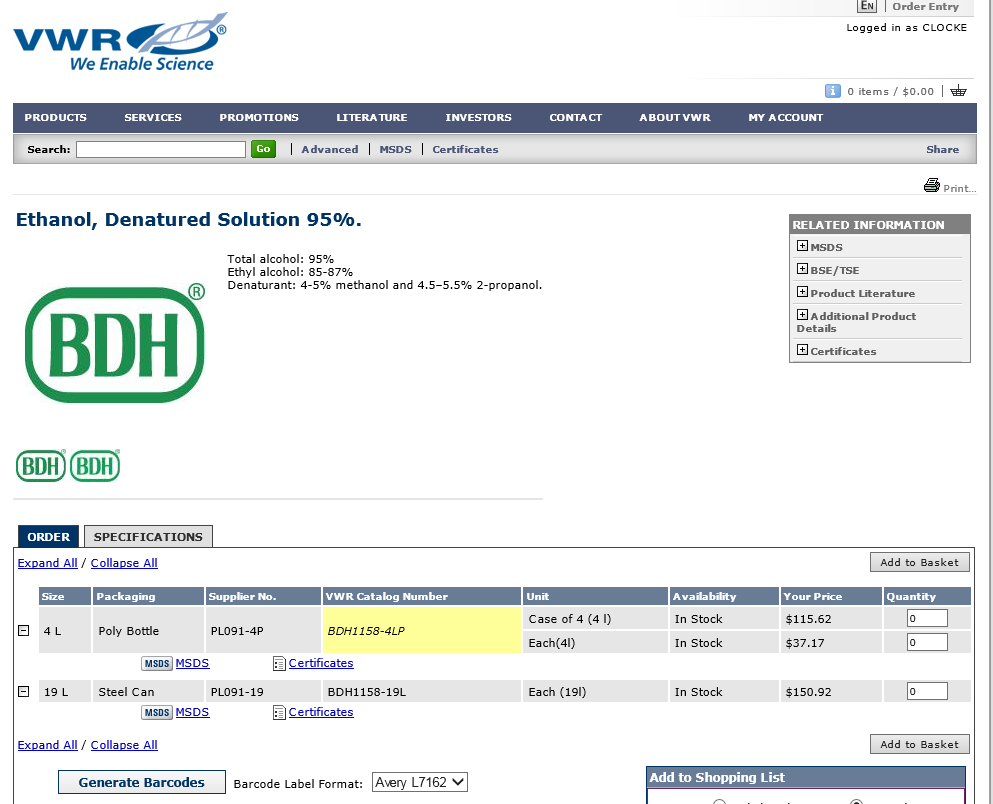 EN | Order Entry
VWR®
We Enable Science
Logged in as CLOCKE
i 0 items / $0.00 |
PRODUCTS SERVICES PROMOTIONS LITERATURE INVESTORS CONTACT ABOUT VWR MY ACCOUNT
Search: Go | Advanced | MSDS | Certificates Share
Print...
Ethanol, Denatured Solution 95%.
Total alcohol: 95%
Ethyl alcohol: 85-87%
Denaturant: 4-5% methanol and 4.5–5.5% 2-propanol.
BDH®
BDH BDH
RELATED INFORMATION
MSDS
BSE/TSE
Product Literature
Additional Product
Details
Certificates
ORDER SPECIFICATIONS
Expand All / Collapse All Add to Basket
Size Packaging Supplier No. VWR Catalog Number Unit Availability Your Price Quantity
4 L Poly Bottle PL091-4P BDH1158-4LP Case of 4 (4 l) In Stock $115.62 0
Each(4l) In Stock $37.17 0
MSDS MSDS Certificates
19 L Steel Can PL091-19 BDH1158-19L Each (19l) In Stock $150.92 0
MSDS MSDS Certificates
Expand All / Collapse All Add to Basket
Generate Barcodes Barcode Label Format: Avery L7162
Add to Shopping List